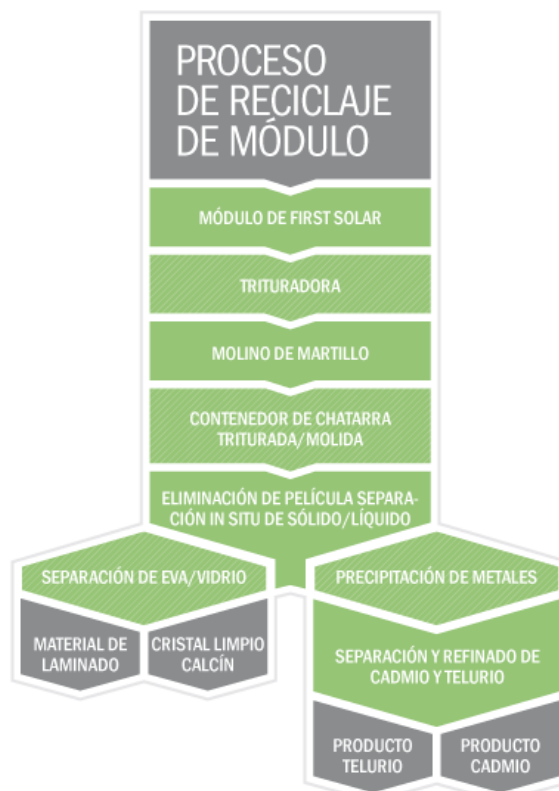 PROCESO
DE RECICLAJE
DE MÓDULO
MÓDULO DE FIRST SOLAR
TRITURADORA
MOLINO DE MARTILLO
CONTENEDOR DE CHATARRA
TRITURADA/MOLIDA
ELIMINACIÓN DE PELÍCULA SEPARA-
CIÓN IN SITU DE SÓLIDO/LÍQUIDO
SEPARACIÓN DE EVA/VIDRIO
MATERIAL DE
LAMINADO
CRISTAL LIMPIO
CALCÍN
PRECIPITACIÓN DE METALES
SEPARACIÓN Y REFINADO DE
CADMIO Y TELURIO
PRODUCTO
TELURIO
PRODUCTO
CADMIO